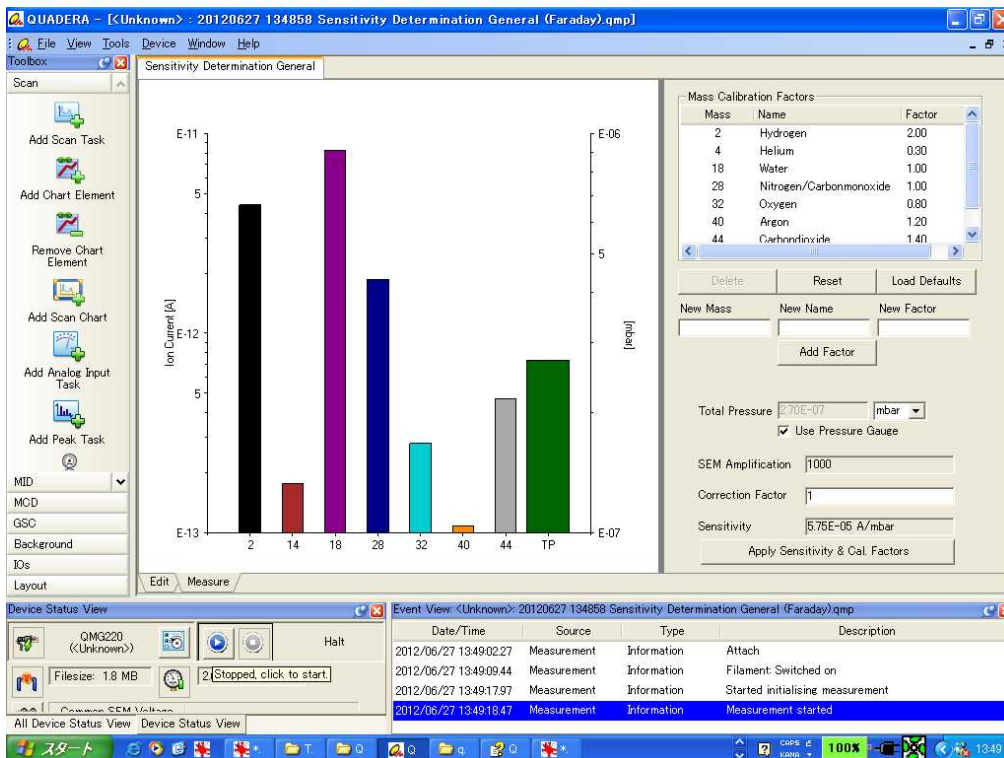 QUADERA - [<Unknown> : 20120627 134858 Sensitivity Determination General (Faraday).qmp]
File View Tools Device Window Help
Toolbox
Scan
Add Scan Task
Add Chart Element
Remove Chart
Element
Add Scan Chart
Add Analog Input
Task
Add Peak Task
MID
MCD
GSC
Background
IOs
Layout
Sensitivity Determination General
E-11
5
E-12
5
E-13
Ion Current [A]
2 14 18 28 32 40 44 TP
E-06
5
E-07
[mbar]
Edit Measure
Mass Calibration Factors
Mass Name Factor
2 Hydrogen 2.00
4 Helium 0.30
18 Water 1.00
28 Nitrogen/Carbonmonoxide 1.00
32 Oxygen 0.80
40 Argon 1.20
44 Carbondioxide 1.40
Delete Reset Load Defaults
New Mass New Name New Factor
Add Factor
Total Pressure 2.70E-07 mbar
Use Pressure Gauge
SEM Amplification 1000
Correction Factor 1
Sensitivity 5.75E-05 A/mbar
Apply Sensitivity & Cal. Factors
Device Status View
QMG220
(<Unknown>)
Halt
Filesize: 1.8 MB
Stopped, click to start.
Common SEM Voltage
All Device Status View Device Status View
Event View: <Unknown>: 20120627 134858 Sensitivity Determination General (Faraday).qmp
Date/Time Source Type Description
2012/06/27 13:49:02.27 Measurement Information Attach
2012/06/27 13:49:09.44 Measurement Information Filament: Switched on
2012/06/27 13:49:17.97 Measurement Information Started initialising measurement
2012/06/27 13:49:18.47 Measurement Information Measurement started
スタート *. T. Q Q q. Q *. CAPS KANA 100% 13:49